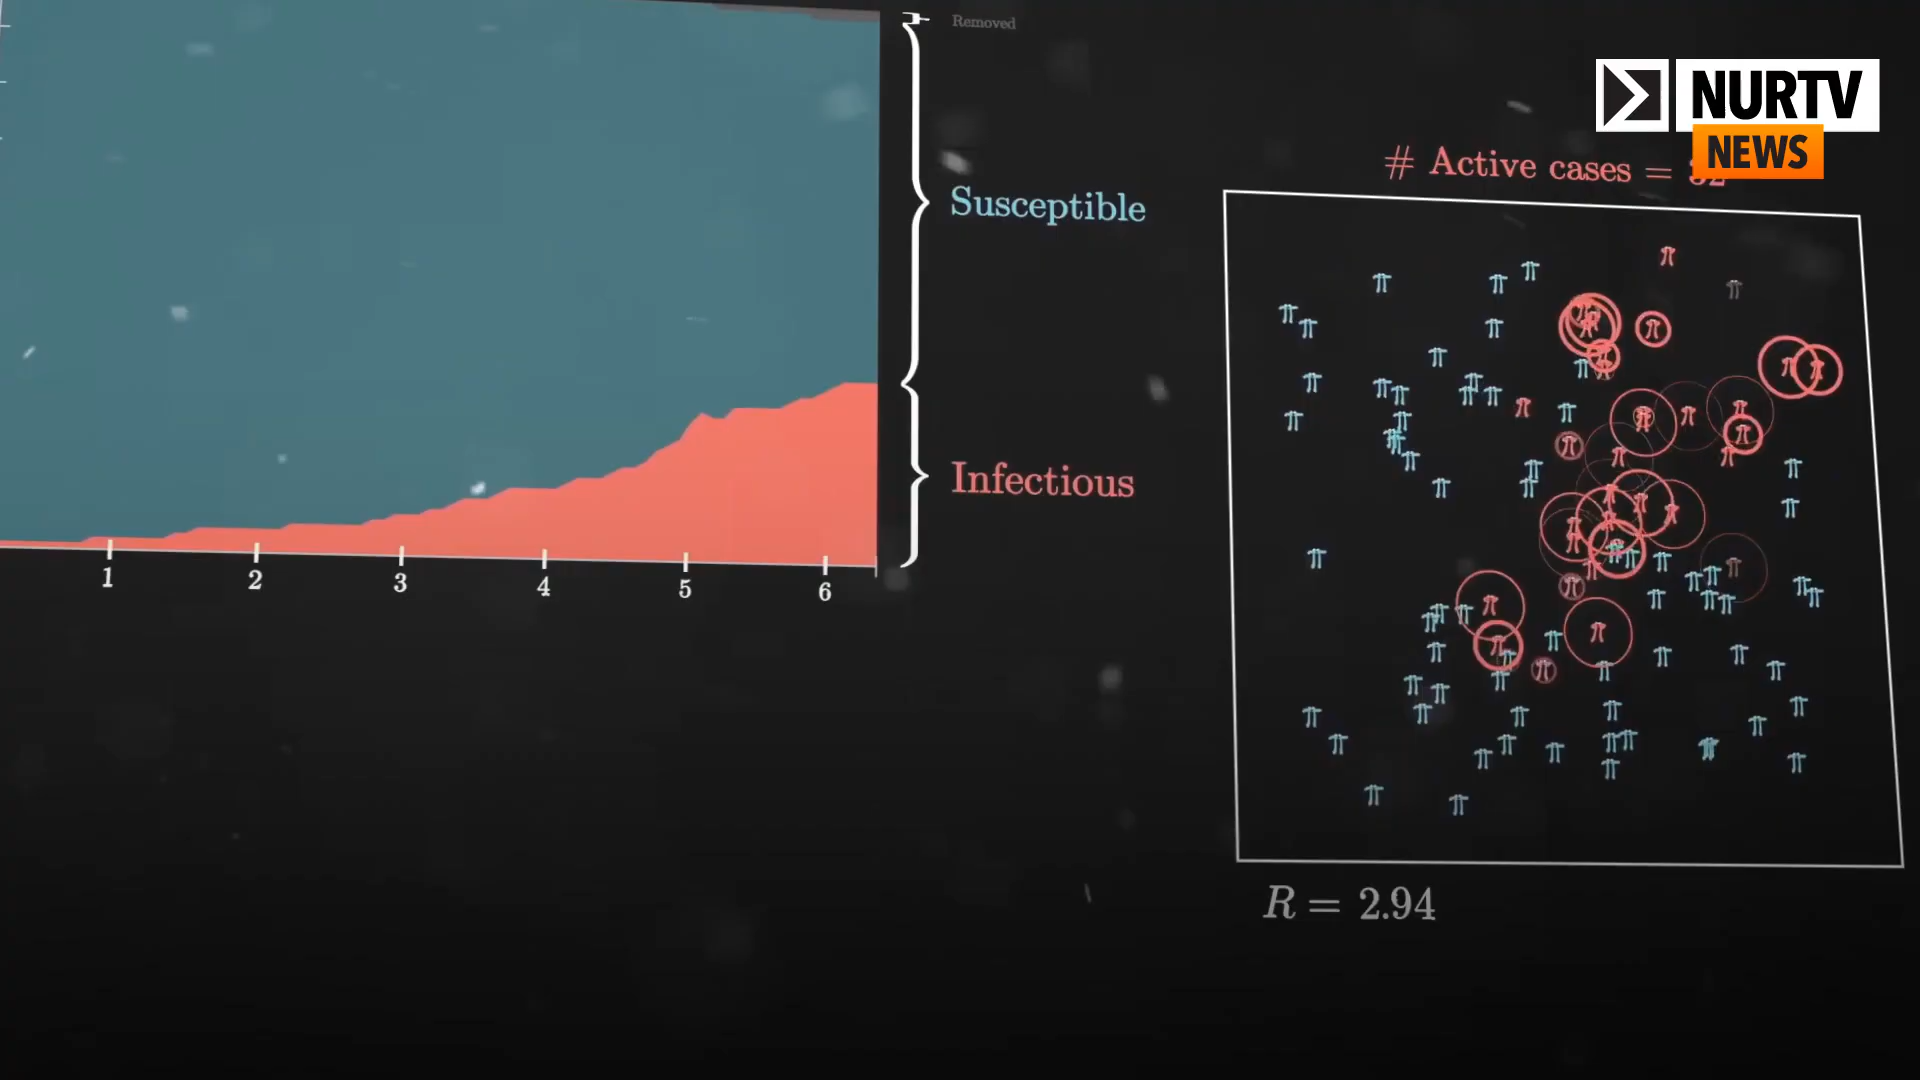 Removed
NURTV
NEWS
# Active cases =
Susceptible
Infectious
1 2 3 4 5 6
R = 2.94